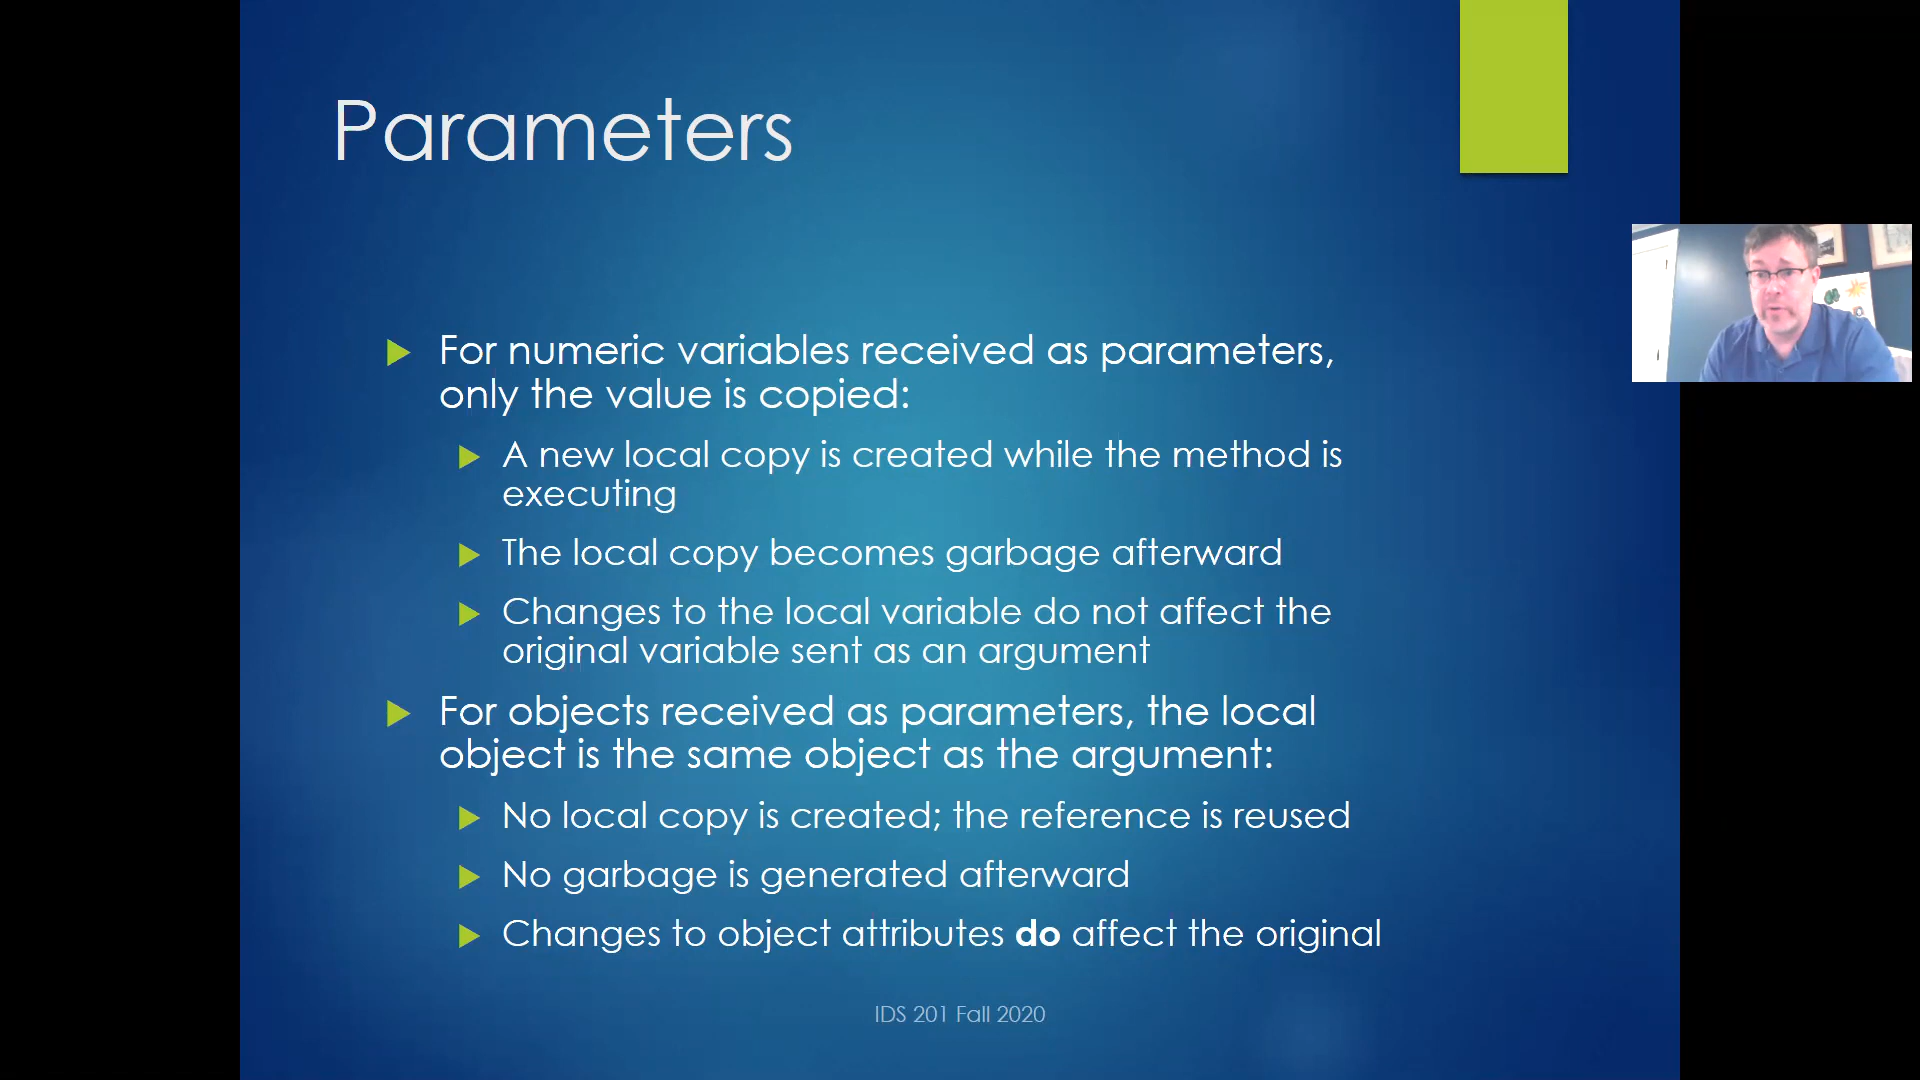 Parameters
For numeric variables received as parameters,
only the value is copied:
A new local copy is created while the method is
executing
The local copy becomes garbage afterward
Changes to the local variable do not affect the
original variable sent as an argument
For objects received as parameters, the local
object is the same object as the argument:
No local copy is created; the reference is reused
No garbage is generated afterward
Changes to object attributes do affect the original
IDS 201 Fall 2020